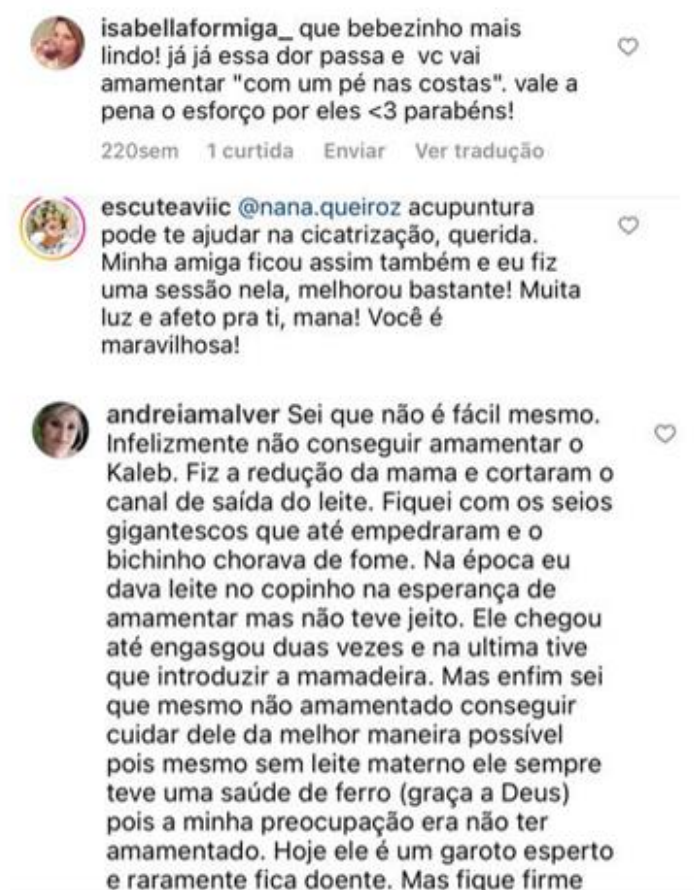 isabellaformiga_ que bebezinho mais
lindo! já já essa dor passa e vc vai
amamentar "com um pé nas costas". vale a
pena o esforço por eles <3 parabéns!
220sem 1 curtida Enviar Ver tradução
escuteaviic @nana.queiroz acupuntura
pode te ajudar na cicatrização, querida.
Minha amiga ficou assim também e eu fiz
uma sessão nela, melhorou bastante! Muita
luz e afeto pra ti, mana! Você é
maravilhosa!
andreiamalver Sei que não é fácil mesmo.
Infelizmente não conseguir amamentar o
Kaleb. Fiz a redução da mama e cortaram o
canal de saída do leite. Fiquei com os seios
gigantescos que até empedraram e o
bichinho chorava de fome. Na época eu
dava leite no copinho na esperança de
amamentar mas não teve jeito. Ele chegou
até engasgou duas vezes e na ultima tive
que introduzir a mamadeira. Mas enfim sei
que mesmo não amamentado conseguir
cuidar dele da melhor maneira possível
pois mesmo sem leite materno ele sempre
teve uma saúde de ferro (graça a Deus)
pois a minha preocupação era não ter
amamentado. Hoje ele é um garoto esperto
e raramente fica doente. Mas fique firme